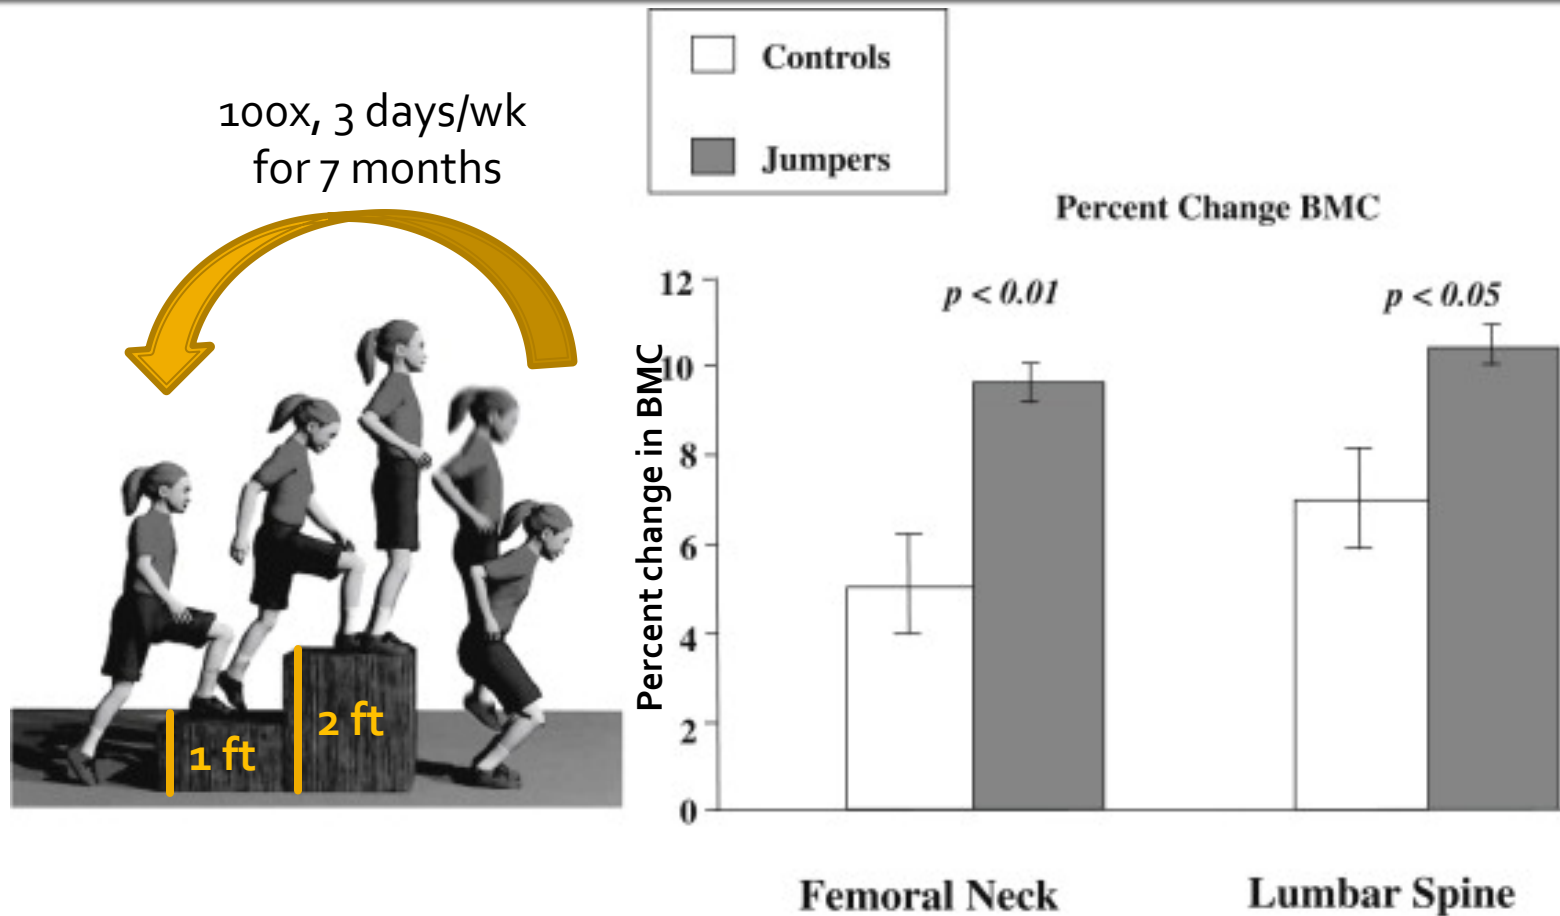 100x, 3 days/wk
for 7 months
1 ft
2 ft
Controls
Jumpers
Percent Change BMC
Percent change in BMC
12
10
8
6
4
2
0
p < 0.01
p < 0.05
Femoral Neck
Lumbar Spine